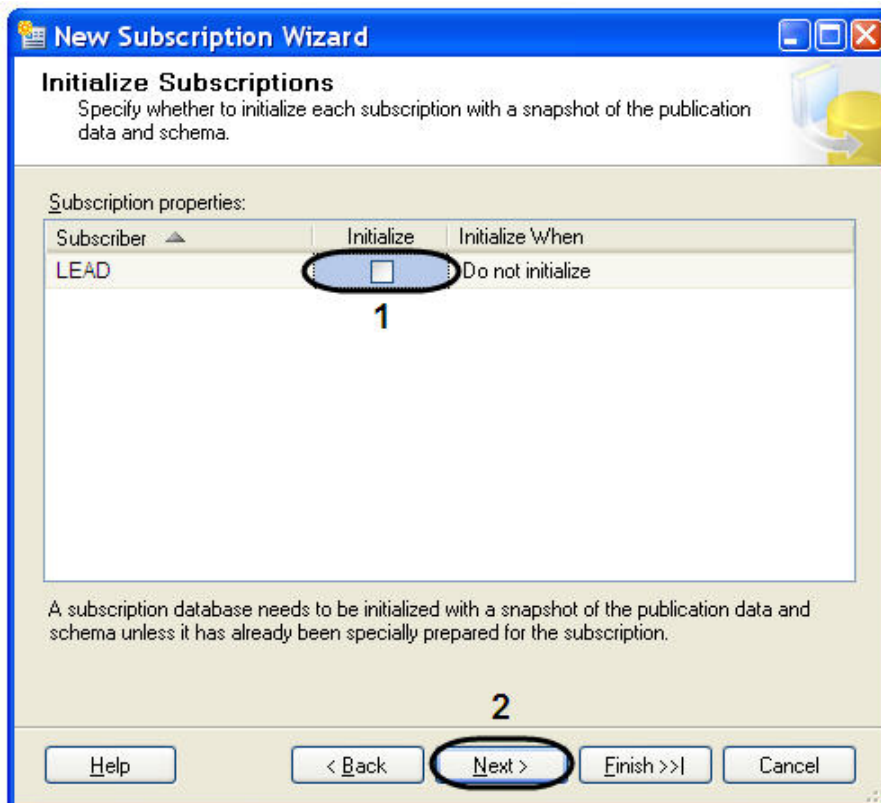 New Subscription Wizard
Initialize Subscriptions
Specify whether to initialize each subscription with a snapshot of the publication
data and schema.
Subscription properties:
Subscriber Initialize Initialize When
LEAD Do not initialize
1
A subscription database needs to be initialized with a snapshot of the publication data and
schema unless it has already been specially prepared for the subscription.
2
Help < Back Next > Finish >>| Cancel